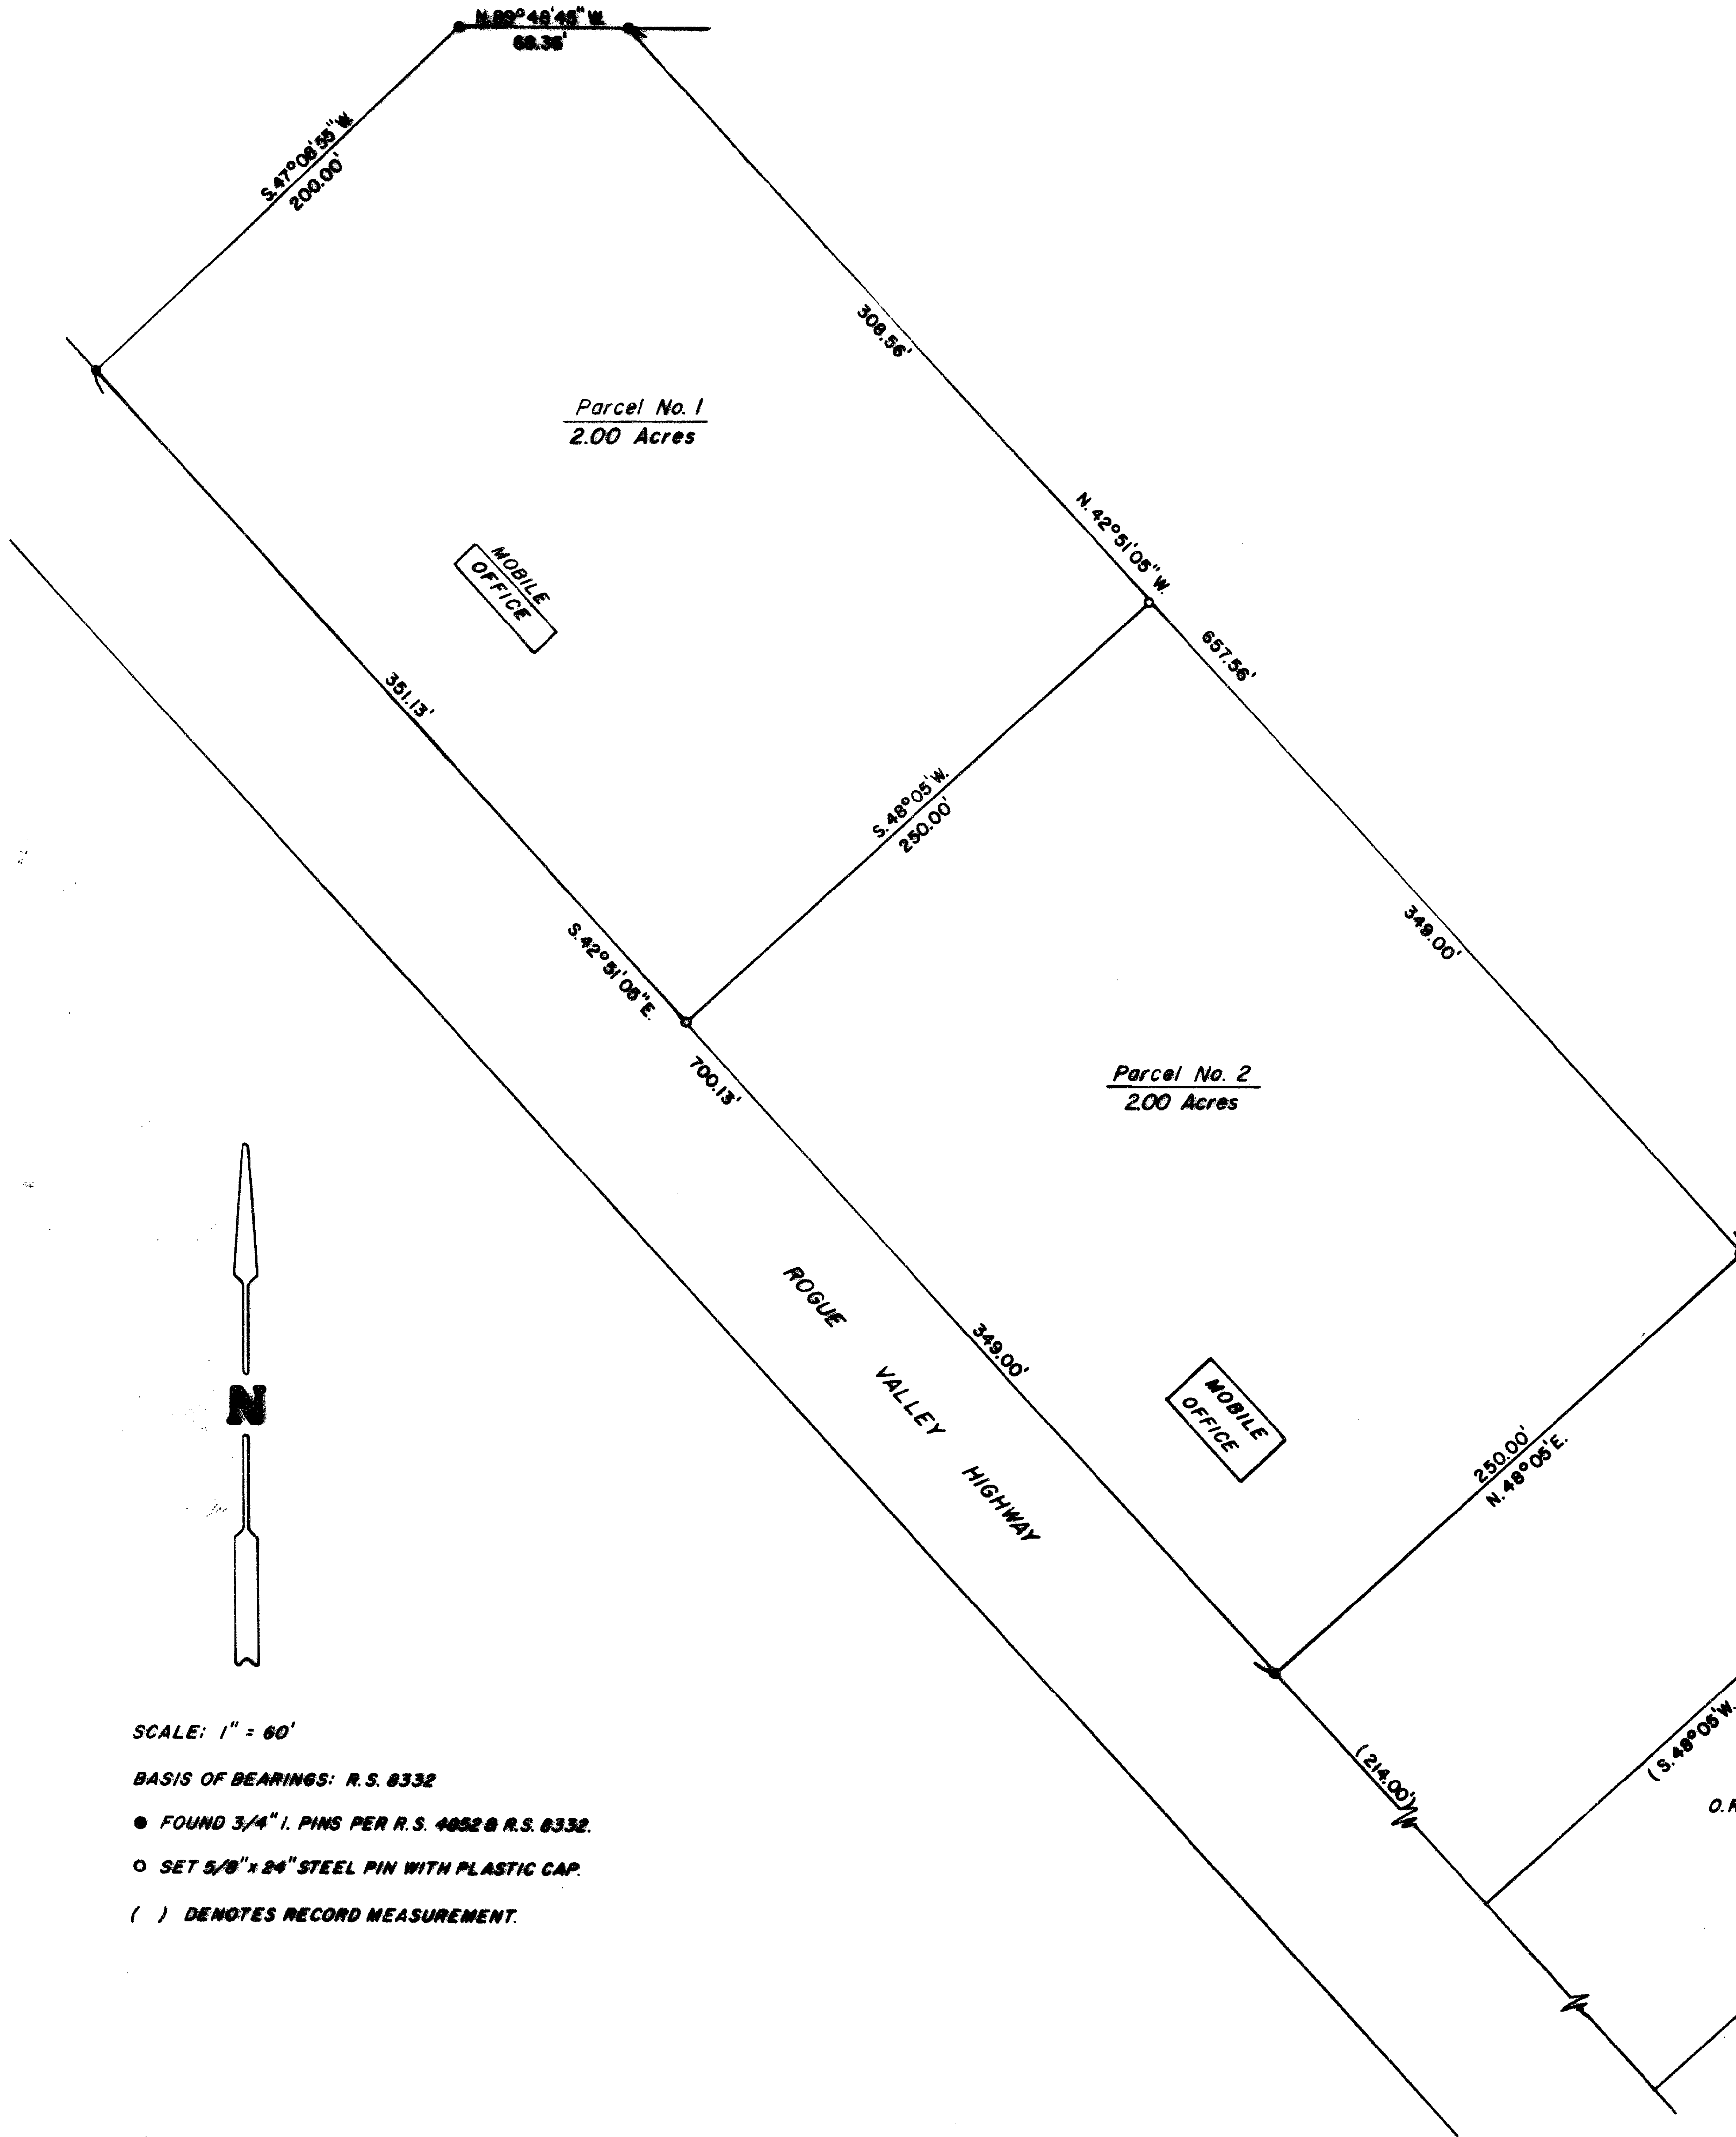 N. 89° 48' 45" W.
68.36'
S. 47° 08' 55" W.
200.00'
308.56'
Parcel No. 1
2.00 Acres
N. 42° 51' 05" W.
MOBILE
OFFICE
657.56'
351.13'
S. 48° 05' W.
250.00'
349.00'
S. 42° 51' 05" E.
700.13'
Parcel No. 2
2.00 Acres
ROGUE VALLEY HIGHWAY
349.00'
MOBILE
OFFICE
250.00'
N. 48° 05' E.
N
(S. 48° 05' W.
(214.00')
SCALE: 1" = 60'
BASIS OF BEARINGS: R.S. 8332
● FOUND 3/4" I. PINS PER R.S. 4852 & R.S. 8332.
○ SET 5/8" x 24" STEEL PIN WITH PLASTIC CAP.
( ) DENOTES RECORD MEASUREMENT.